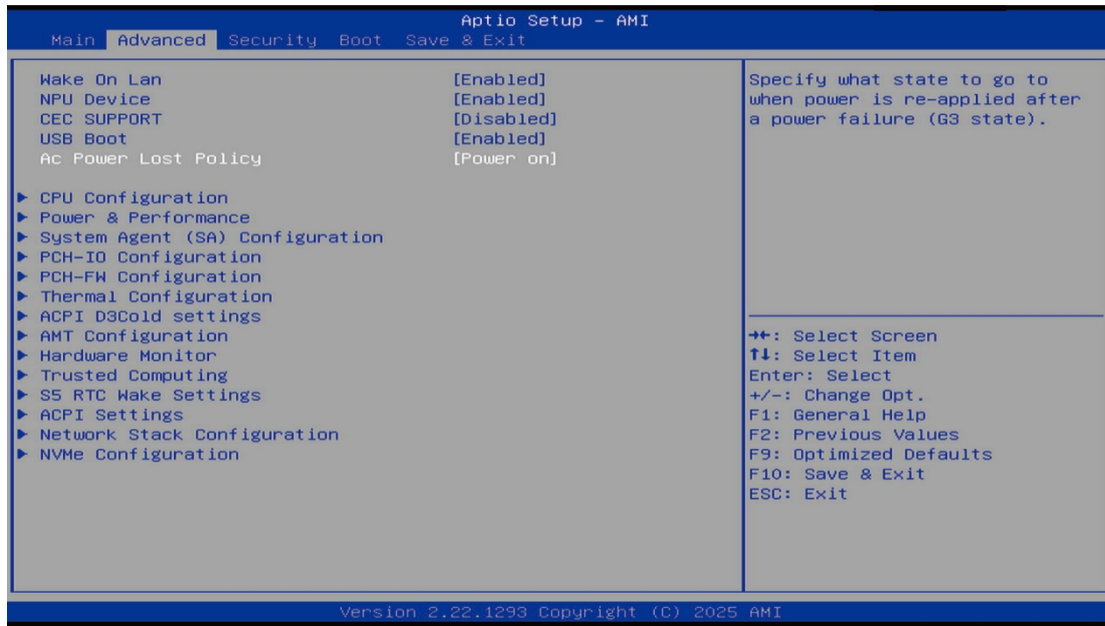 Aptio Setup – AMI
Main Advanced Security Boot Save & Exit
Wake On Lan [Enabled]
NPU Device [Enabled]
CEC SUPPORT [Disabled]
USB Boot [Enabled]
Ac Power Lost Policy [Power on]
▶ CPU Configuration
▶ Power & Performance
▶ System Agent (SA) Configuration
▶ PCH-IO Configuration
▶ PCH-FW Configuration
▶ Thermal Configuration
▶ ACPI D3Cold settings
▶ AMT Configuration
▶ Hardware Monitor
▶ Trusted Computing
▶ S5 RTC Wake Settings
▶ ACPI Settings
▶ Network Stack Configuration
▶ NVMe Configuration
Specify what state to go to
when power is re-applied after
a power failure (G3 state).
→←: Select Screen
↑↓: Select Item
Enter: Select
+/-: Change Opt.
F1: General Help
F2: Previous Values
F9: Optimized Defaults
F10: Save & Exit
ESC: Exit
Version 2.22.1293 Copyright (C) 2025 AMI